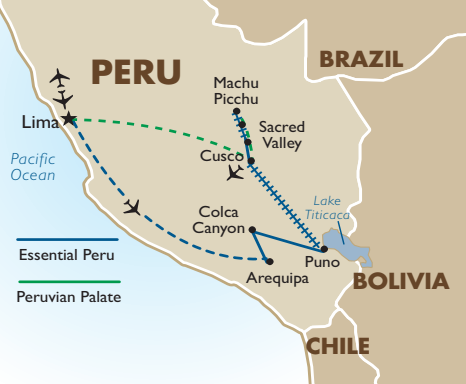 BRAZIL
PERU
Machu
Picchu
Lima
Sacred
Valley
Cusco
Pacific
Ocean
Lake
Titicaca
Colca
Canyon
Essential Peru
Puno
Arequipa
BOLIVIA
Peruvian Palate
CHILE